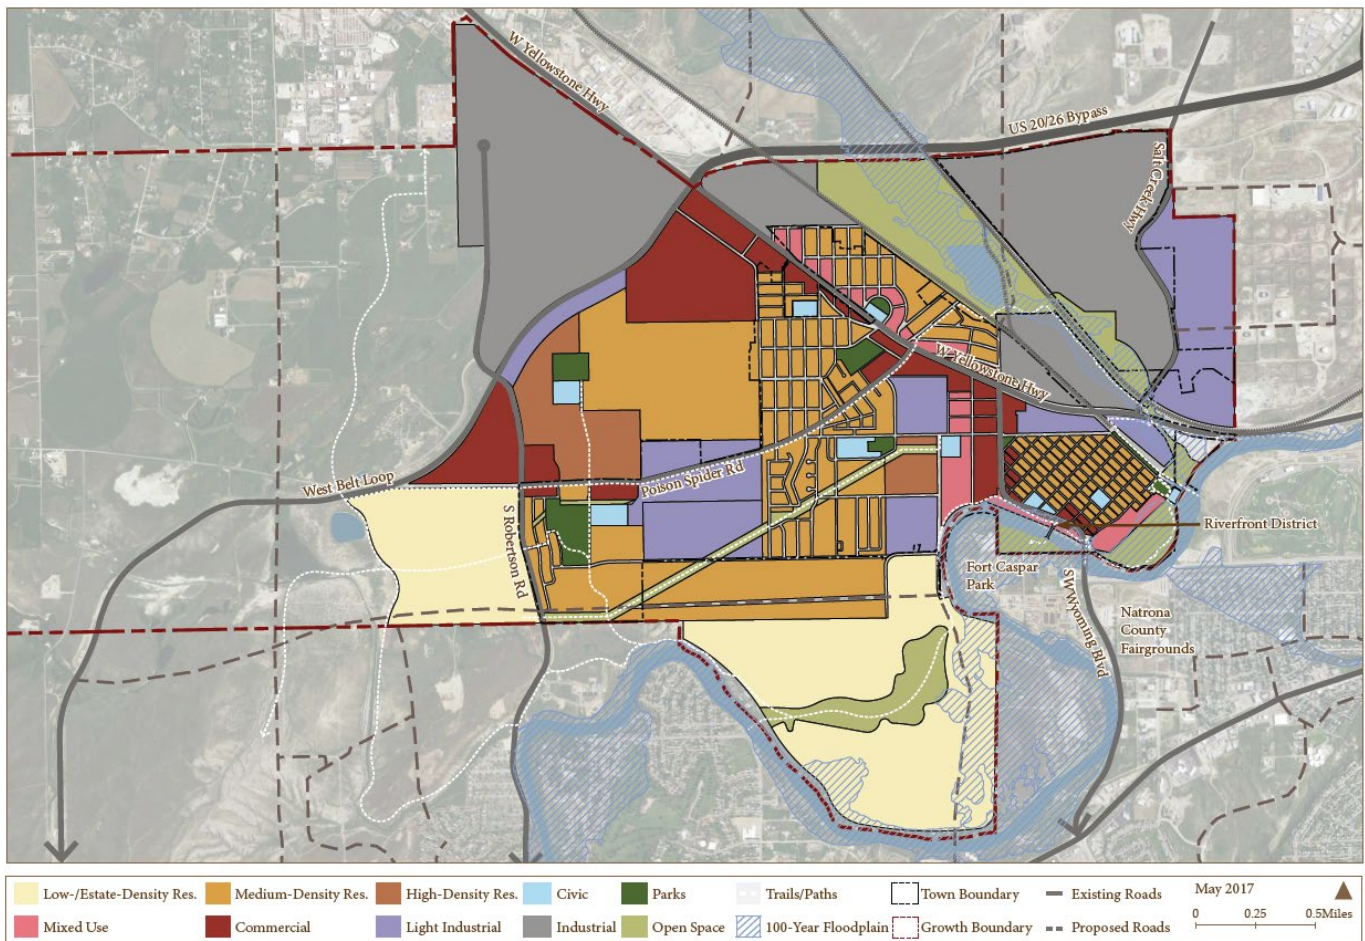 W Yellowstone Hwy
US 20/26 Bypass
Salt Creek Hwy
W Yellowstone Hwy
West Belt Loop
Poison Spider Rd
S Robertson Rd
Riverfront District
Fort Caspar
Park
SW Wyoming Blvd
Natrona
County
Fairgrounds
Low-/Estate-Density Res.
Medium-Density Res.
High-Density Res.
Civic
Parks
Trails/Paths
Town Boundary
Existing Roads
May 2017
Mixed Use
Commercial
Light Industrial
Industrial
Open Space
100-Year Floodplain
Growth Boundary
Proposed Roads
0 0.25 0.5Miles